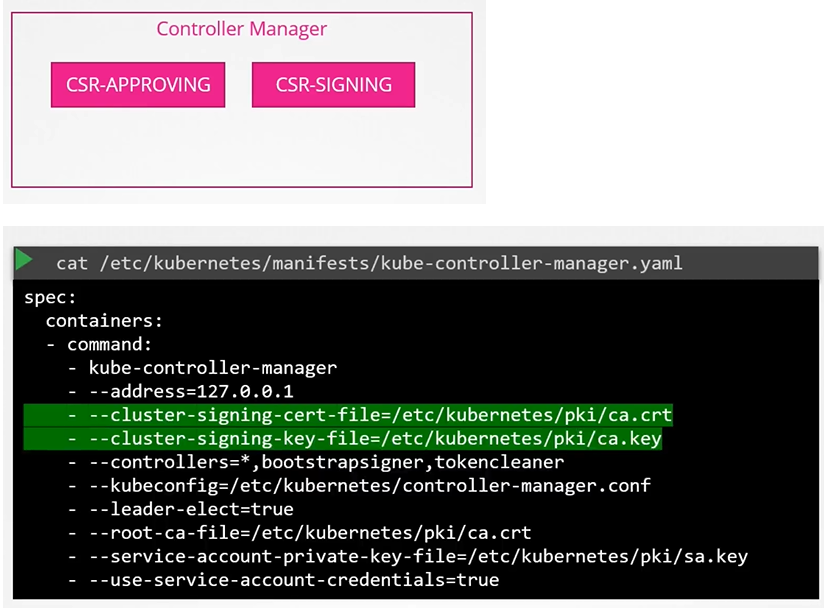 Controller Manager
CSR-APPROVING CSR-SIGNING
cat /etc/kubernetes/manifests/kube-controller-manager.yaml
spec:
  containers:
  - command:
    - kube-controller-manager
    - --address=127.0.0.1
    - --cluster-signing-cert-file=/etc/kubernetes/pki/ca.crt
    - --cluster-signing-key-file=/etc/kubernetes/pki/ca.key
    - --controllers=*,bootstrapsigner,tokencleaner
    - --kubeconfig=/etc/kubernetes/controller-manager.conf
    - --leader-elect=true
    - --root-ca-file=/etc/kubernetes/pki/ca.crt
    - --service-account-private-key-file=/etc/kubernetes/pki/sa.key
    - --use-service-account-credentials=true